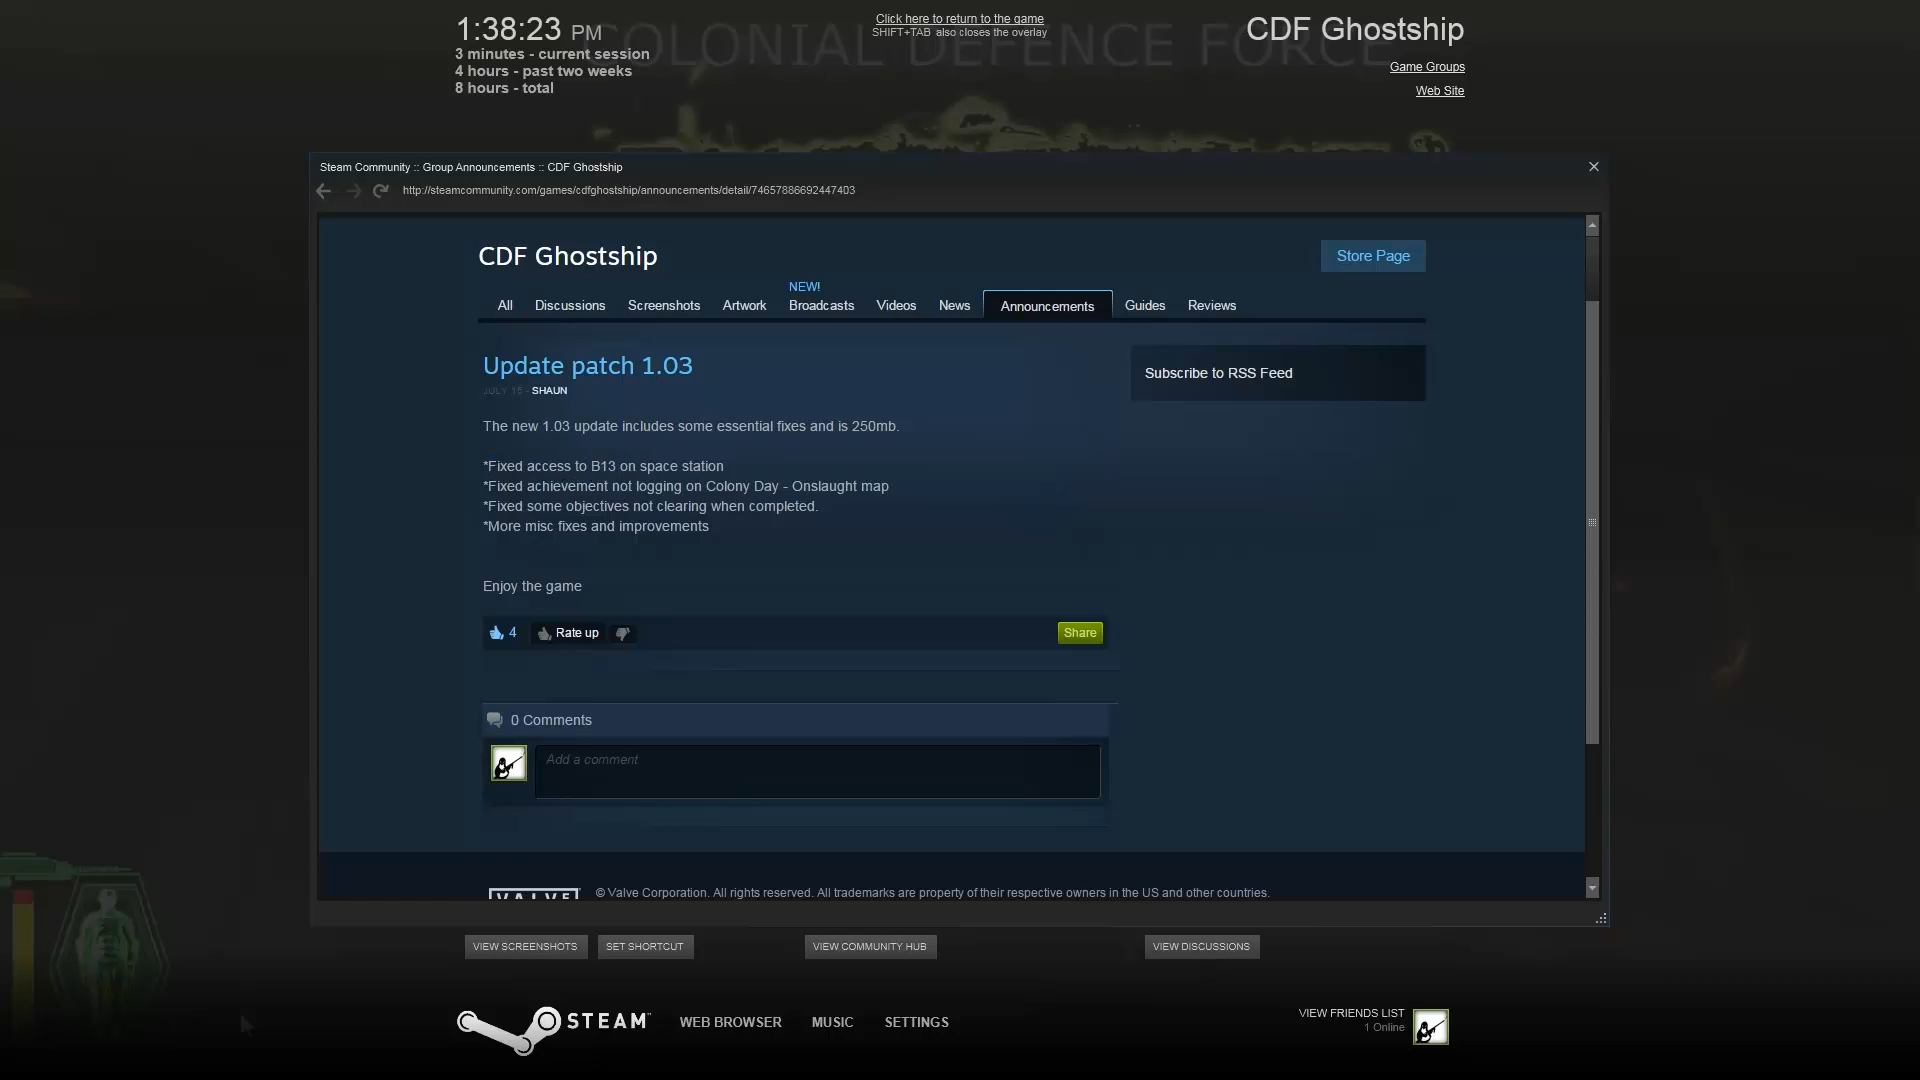 1:38:23 PM
3 minutes - current session
4 hours - past two weeks
8 hours - total
Click here to return to the game
SHIFT+TAB also closes the overlay
COLONIAL DEFENCE FORCE
CDF Ghostship
Game Groups
Web Site
Steam Community :: Group Announcements :: CDF Ghostship
http://steamcommunity.com/games/cdfghostship/announcements/detail/74657886692447403
CDF Ghostship
Store Page
NEW!
All Discussions Screenshots Artwork Broadcasts Videos News Announcements Guides Reviews
Update patch 1.03
JULY 15 - SHAUN
Subscribe to RSS Feed
The new 1.03 update includes some essential fixes and is 250mb.
*Fixed access to B13 on space station
*Fixed achievement not logging on Colony Day - Onslaught map
*Fixed some objectives not clearing when completed.
*More misc fixes and improvements
Enjoy the game
4 Rate up
Share
0 Comments
Add a comment
VALVE
© Valve Corporation. All rights reserved. All trademarks are property of their respective owners in the US and other countries.
VIEW SCREENSHOTS SET SHORTCUT VIEW COMMUNITY HUB VIEW DISCUSSIONS
STEAM™ WEB BROWSER MUSIC SETTINGS
VIEW FRIENDS LIST
1 Online